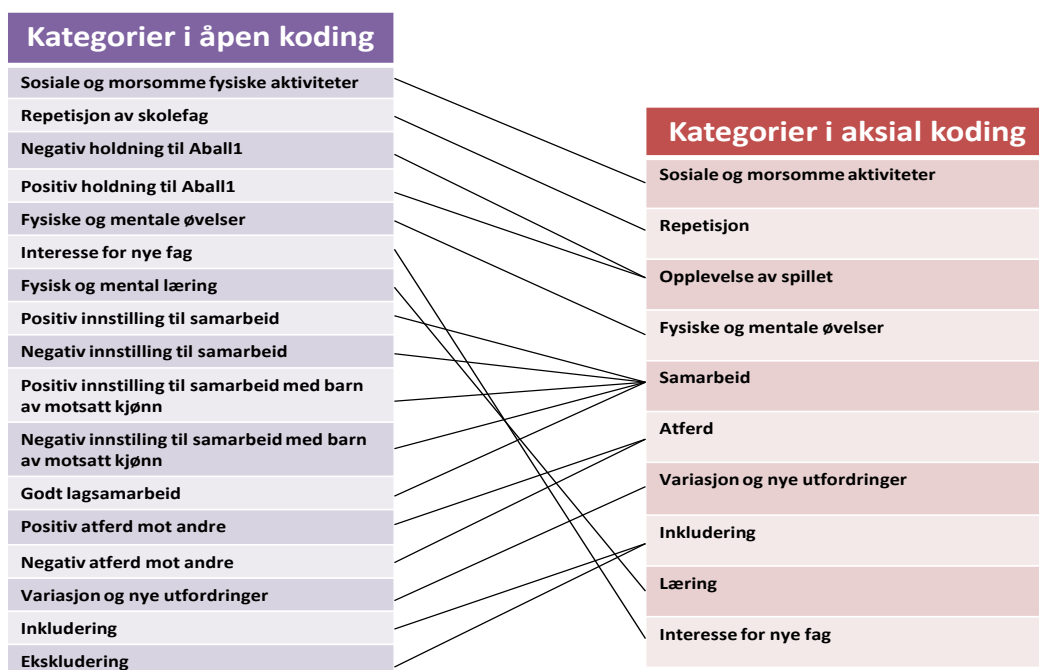 Kategorier i åpen koding
Sosiale og morsomme fysiske aktiviteter
Repetisjon av skolefag
Negativ holdning til Aball1
Positiv holdning til Aball1
Fysiske og mentale øvelser
Interesse for nye fag
Fysisk og mental læring
Positiv innstilling til samarbeid
Negativ innstilling til samarbeid
Positiv innstilling til samarbeid med barn
av motsatt kjønn
Negativ innstiling til samarbeid med barn
av motsatt kjønn
Godt lagsamarbeid
Positiv atferd mot andre
Negativ atferd mot andre
Variasjon og nye utfordringer
Inkludering
Ekskludering
Kategorier i aksial koding
Sosiale og morsomme aktiviteter
Repetisjon
Opplevelse av spillet
Fysiske og mentale øvelser
Samarbeid
Atferd
Variasjon og nye utfordringer
Inkludering
Læring
Interesse for nye fag